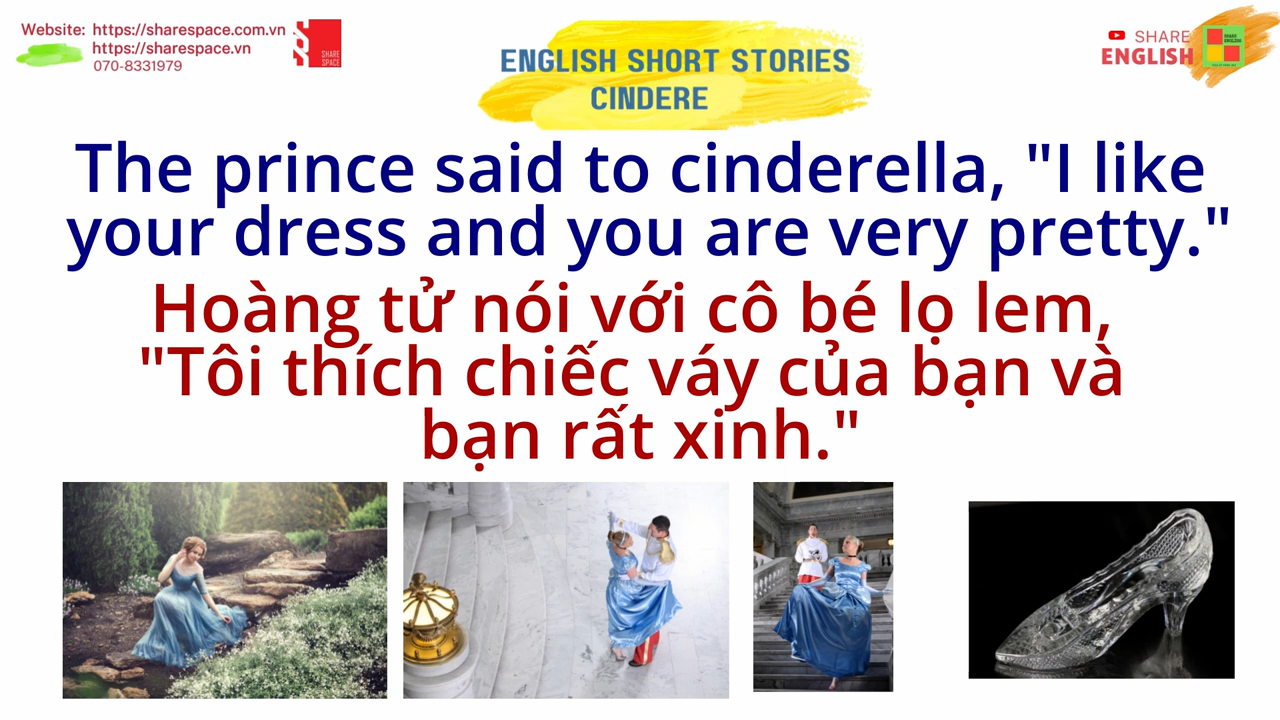 Website: https://sharespace.com.vn
https://sharespace.vn
070-8331979
SHARE
SPACE
ENGLISH SHORT STORIES
CINDERE
SHARE
ENGLISH
The prince said to cinderella, "I like
your dress and you are very pretty."
Hoàng tử nói với cô bé lọ lem,
"Tôi thích chiếc váy của bạn và
bạn rất xinh."